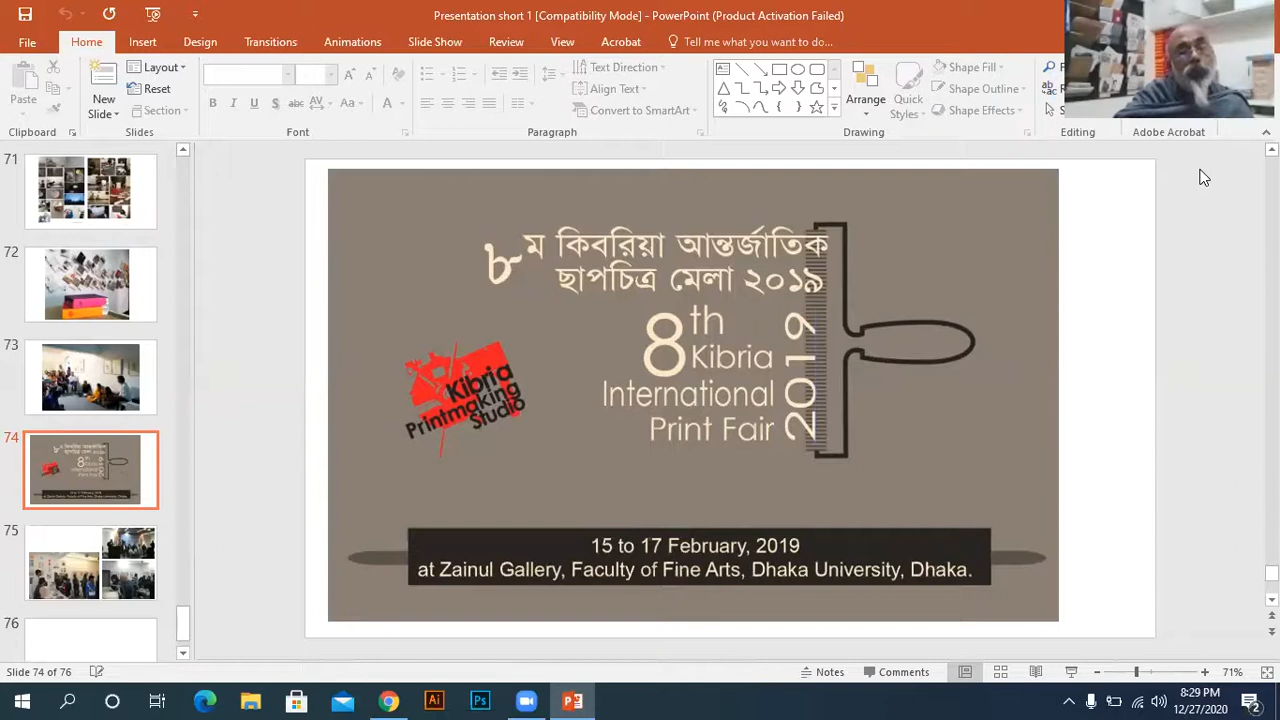 Presentation short 1 [Compatibility Mode] - PowerPoint (Product Activation Failed)
File Home Insert Design Transitions Animations Slide Show Review View Acrobat Tell me what you want to do...
Paste
Clipboard
New Slide
Layout
Reset
Section
Slides
B I U S abc AV Aa A
Font
Text Direction
Align Text
Convert to SmartArt
Paragraph
Arrange
Quick Styles
Shape Fill
Shape Outline
Shape Effects
Drawing
Editing
Adobe Acrobat
71
72
73
74
75
76
৮ম কিবরিয়া আন্তর্জাতিক
ছাপচিত্র মেলা ২০১৯
8th
Kibria
International
Print Fair
2019
Kibria
Printmaking
Studio
15 to 17 February, 2019
at Zainul Gallery, Faculty of Fine Arts, Dhaka University, Dhaka.
Slide 74 of 76
Notes
Comments
71%
8:29 PM
12/27/2020
2